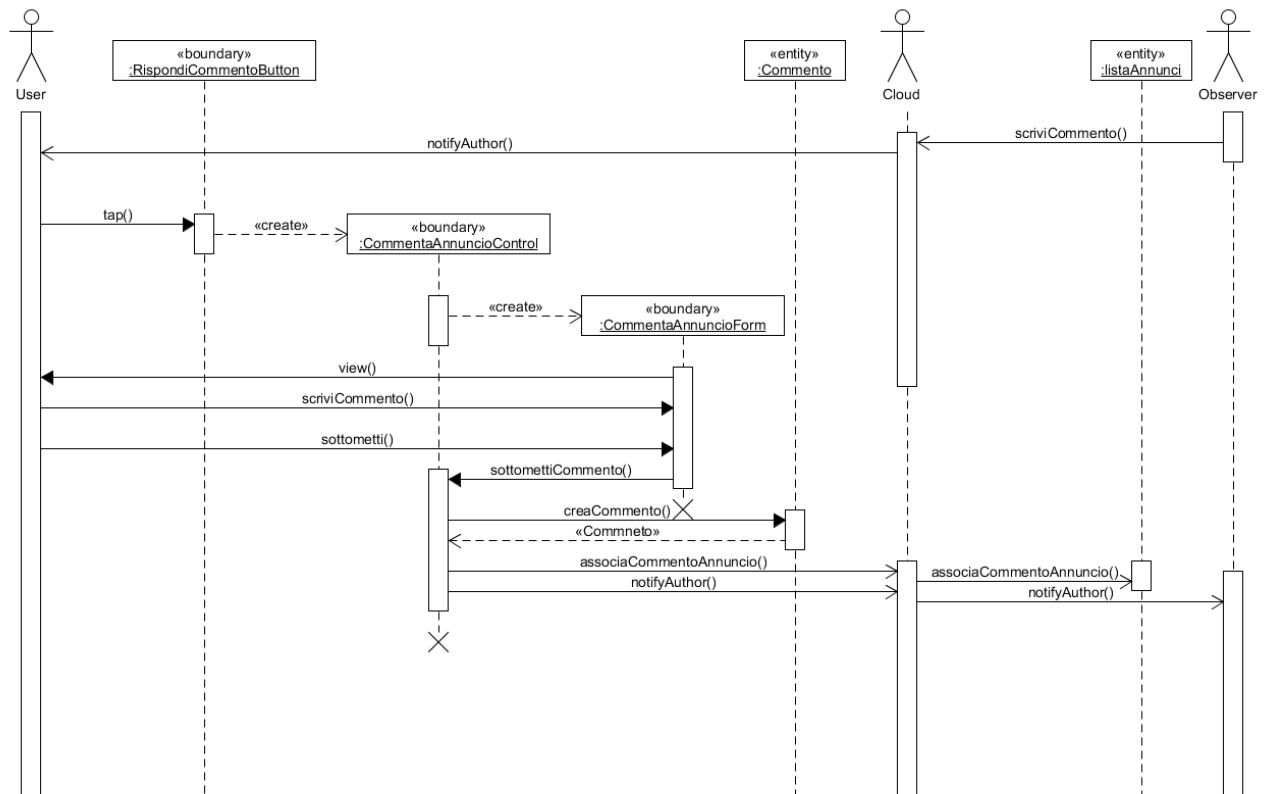 «boundary»
:RispondiCommentoButton
«entity»
:Commento
«entity»
:listaAnnunci
User
Cloud
Observer
scriviCommento()
notifyAuthor()
tap()
«create»
«boundary»
:CommentaAnnuncioControl
«create»
«boundary»
:CommentaAnnuncioForm
view()
scriviCommento()
sottometti()
sottomettiCommento()
creaCommento()
«Commneto»
associaCommentoAnnuncio()
associaCommentoAnnuncio()
notifyAuthor()
notifyAuthor()